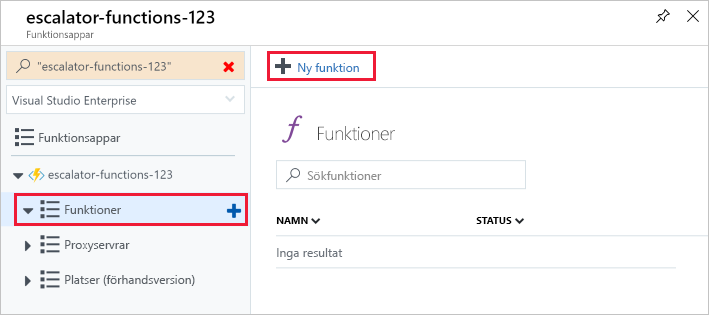 escalator-functions-123
Funktionsappar
"escalator-functions-123"
Visual Studio Enterprise
Funktionsappar
escalator-functions-123
Funktioner
Proxyservrar
Platser (förhandsversion)
Ny funktion
Funktioner
Sökfunktioner
NAMN STATUS
Inga resultat